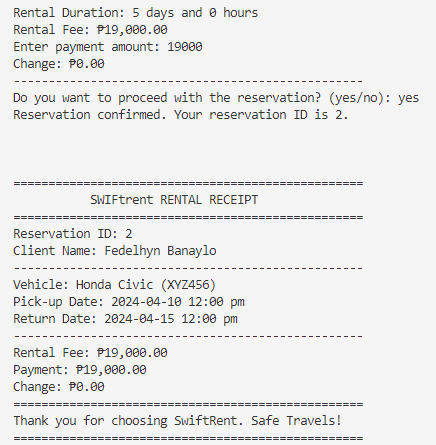 Rental Duration: 5 days and 0 hours
Rental Fee: ₱19,000.00
Enter payment amount: 19000
Change: ₱0.00
--------------------------------------------------
Do you want to proceed with the reservation? (yes/no): yes
Reservation confirmed. Your reservation ID is 2.
==================================================
SWIFtrent RENTAL RECEIPT
==================================================
Reservation ID: 2
Client Name: Fedelhyn Banaylo
--------------------------------------------------
Vehicle: Honda Civic (XYZ456)
Pick-up Date: 2024-04-10 12:00 pm
Return Date: 2024-04-15 12:00 pm
--------------------------------------------------
Rental Fee: ₱19,000.00
Payment: ₱19,000.00
Change: ₱0.00
==================================================
Thank you for choosing SwiftRent. Safe Travels!
==================================================